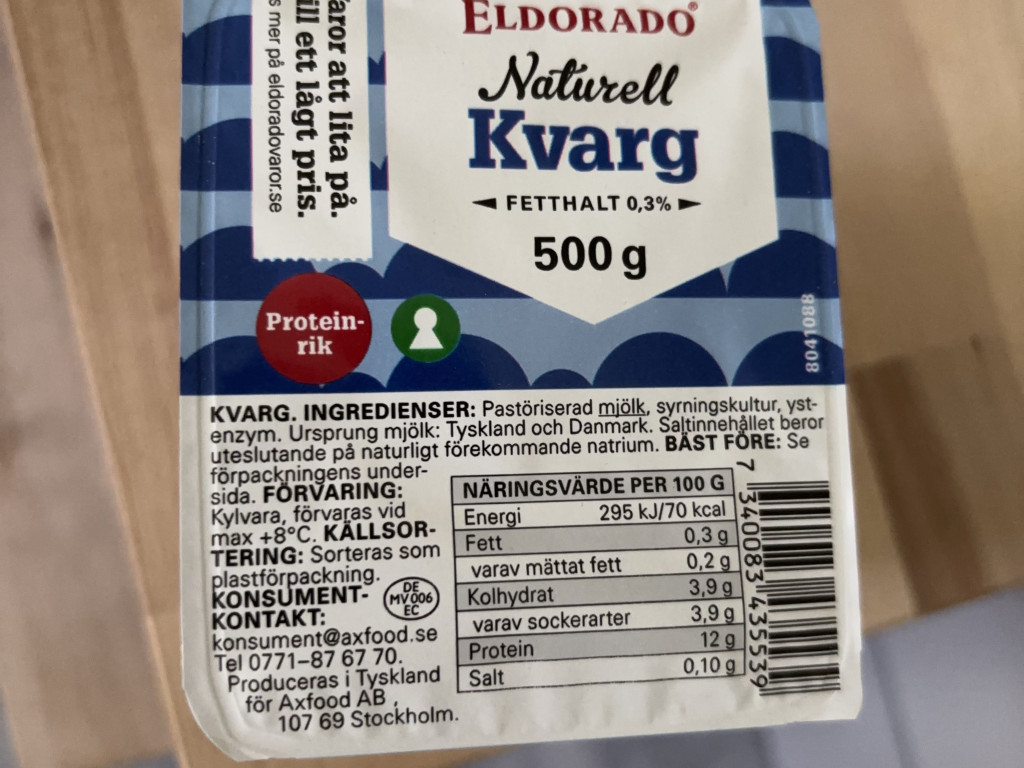 ELDORADO®
Naturell
Kvarg
FETTHALT 0,3%
500 g
att lita på.
ill ett lågt pris.
mer på eldoradovaror.se
Protein-
rik
8041088
KVARG. INGREDIENSER: Pastöriserad mjölk, syrningskultur, yst-
enzym. Ursprung mjölk: Tyskland och Danmark. Saltinnehållet beror
uteslutande på naturligt förekommande natrium. BÄST FÖRE: Se
förpackningens under-
sida. FÖRVARING:
Kylvara, förvaras vid
max +8°C. KÄLLSOR-
TERING: Sorteras som
plastförpackning.
KONSUMENT-
KONTAKT:
konsument@axfood.se
Tel 0771–87 67 70.
Produceras i Tyskland
för Axfood AB,
107 69 Stockholm.
DE
MV 006
EC
NÄRINGSVÄRDE PER 100 G
Energi 295 kJ/70 kcal
Fett 0,3 g
varav mättat fett 0,2 g
Kolhydrat 3,9 g
varav sockerarter 3,9 g
Protein 12 g
Salt 0,10 g
7 340083 435539